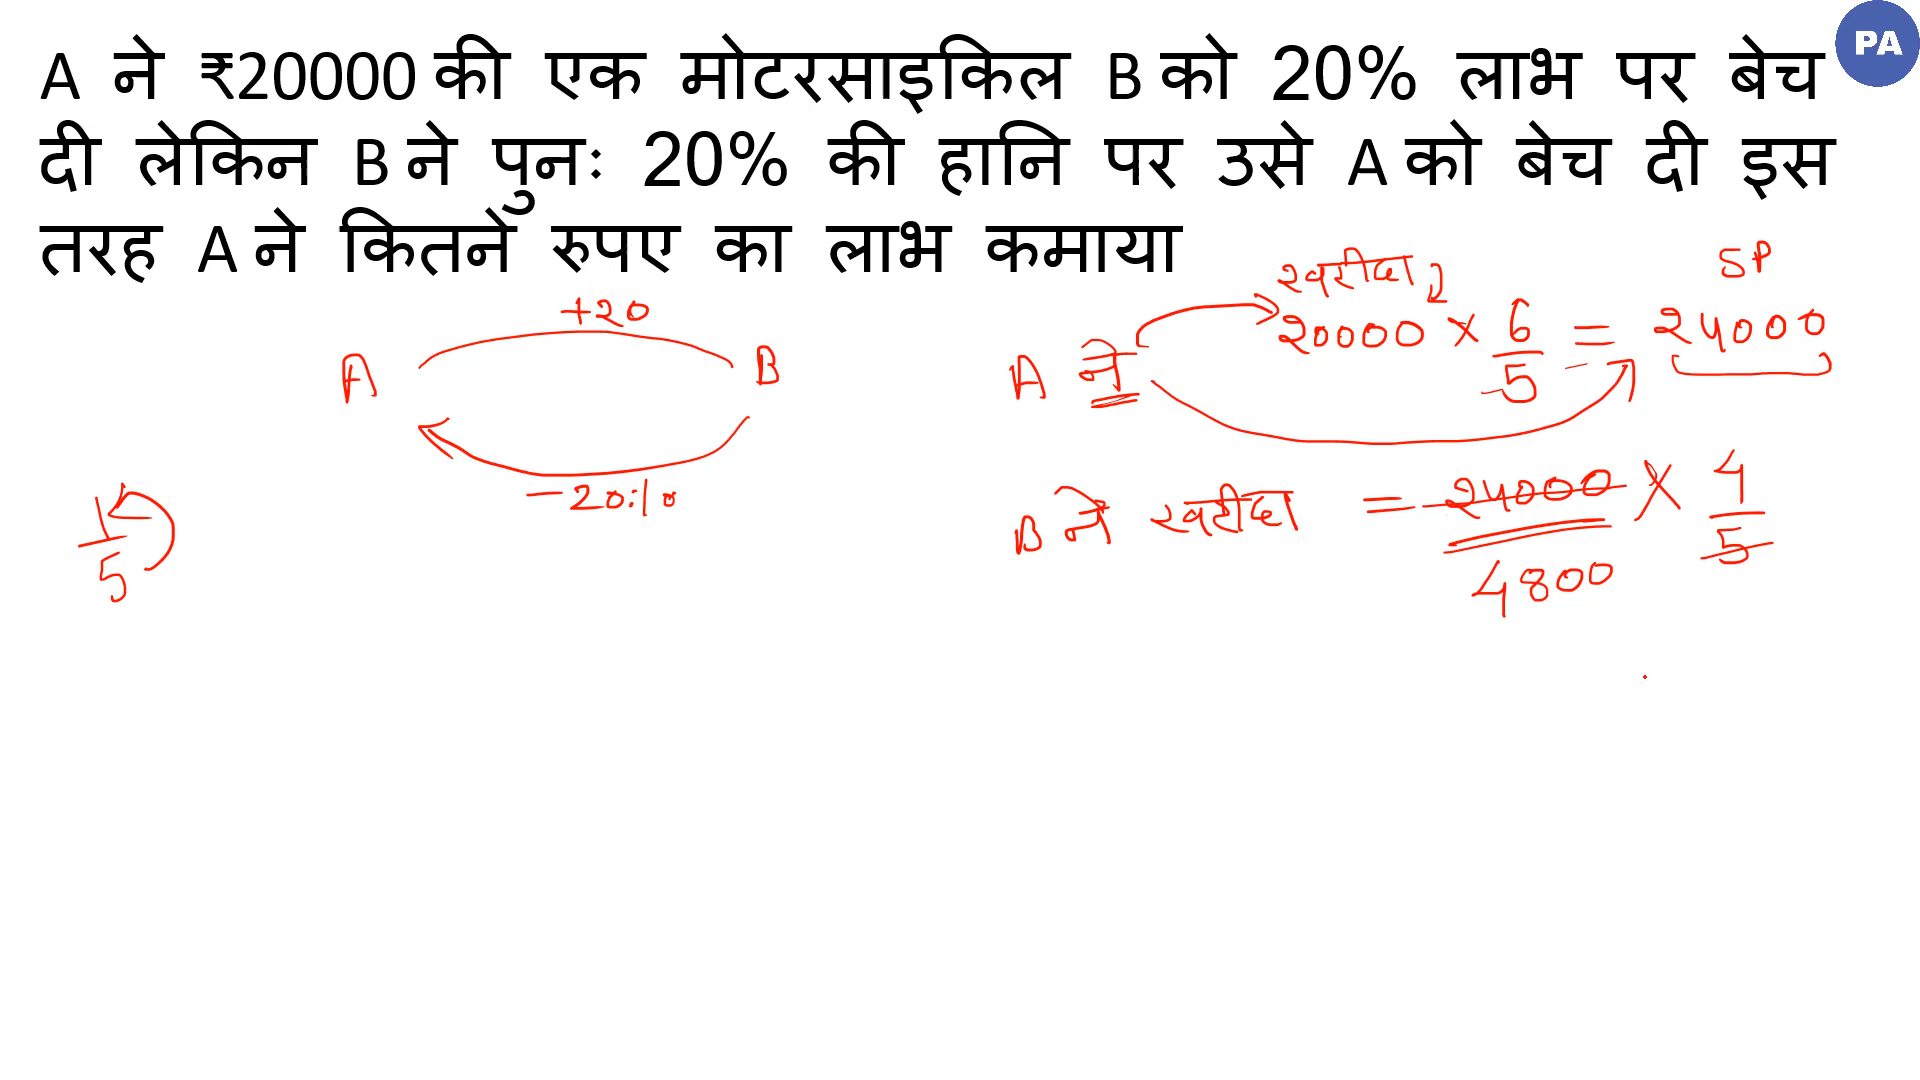 PA
A ने ₹20000 की एक मोटरसाइकिल B को 20% लाभ पर बेच
दी लेकिन B ने पुनः 20% की हानि पर उसे A को बेच दी इस
तरह A ने कितने रुपए का लाभ कमाया
+20
A B
-20%
1/5
खरीदा SP
A ने 20000 × 6/5 = 24000
B ने खरीदा = 24000 × 4/5
4800